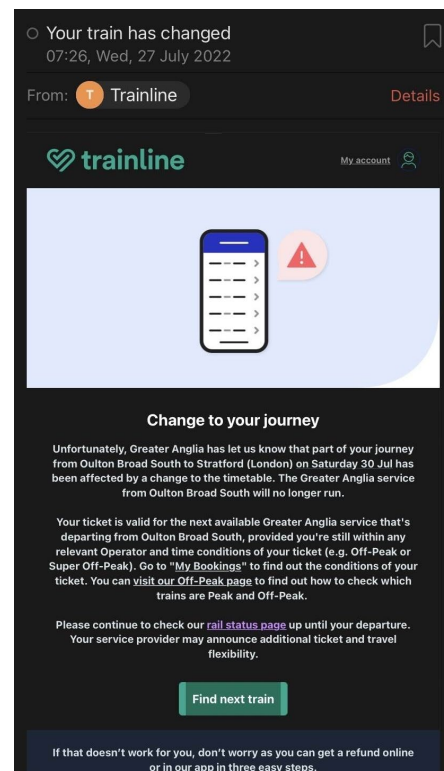 Your train has changed
07:26, Wed, 27 July 2022
From: T Trainline Details
trainline My account
Change to your journey
Unfortunately, Greater Anglia has let us know that part of your journey
from Oulton Broad South to Stratford (London) on Saturday 30 Jul has
been affected by a change to the timetable. The Greater Anglia service
from Oulton Broad South will no longer run.
Your ticket is valid for the next available Greater Anglia service that's
departing from Oulton Broad South, provided you're still within any
relevant Operator and time conditions of your ticket (e.g. Off-Peak or
Super Off-Peak). Go to "My Bookings" to find out the conditions of your
ticket. You can visit our Off-Peak page to find out how to check which
trains are Peak and Off-Peak.
Please continue to check our rail status page up until your departure.
Your service provider may announce additional ticket and travel
flexibility.
Find next train
If that doesn't work for you, don't worry as you can get a refund online
or in our app in three easy steps.